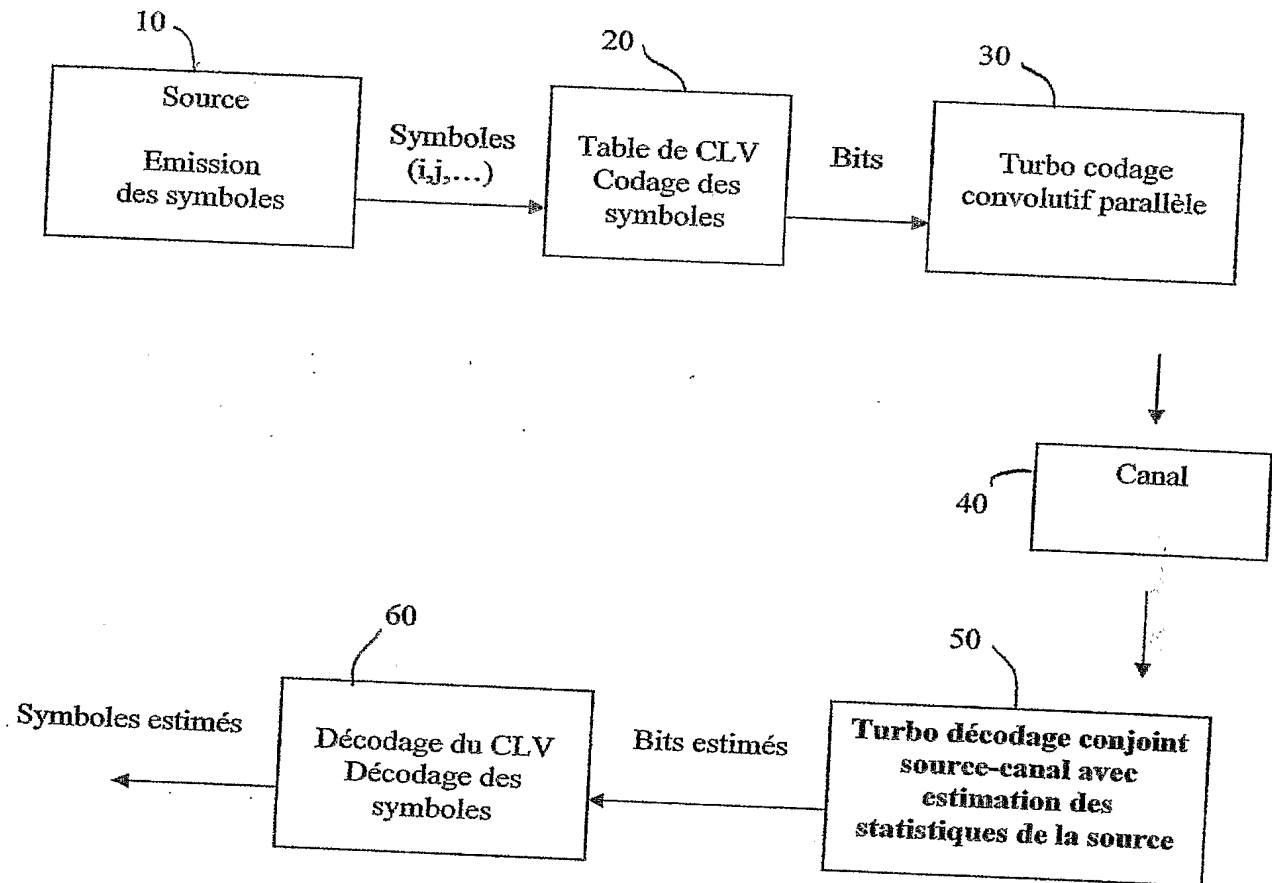 10
Source
Emission
des symboles
Symboles
(i,j,...)
20
Table de CLV
Codage des
symboles
Bits
30
Turbo codage
convolutif parallèle
40
Canal
50
Turbo décodage conjoint
source-canal avec
estimation des
statistiques de la source
Bits estimés
60
Décodage du CLV
Décodage des
symboles
Symboles estimés